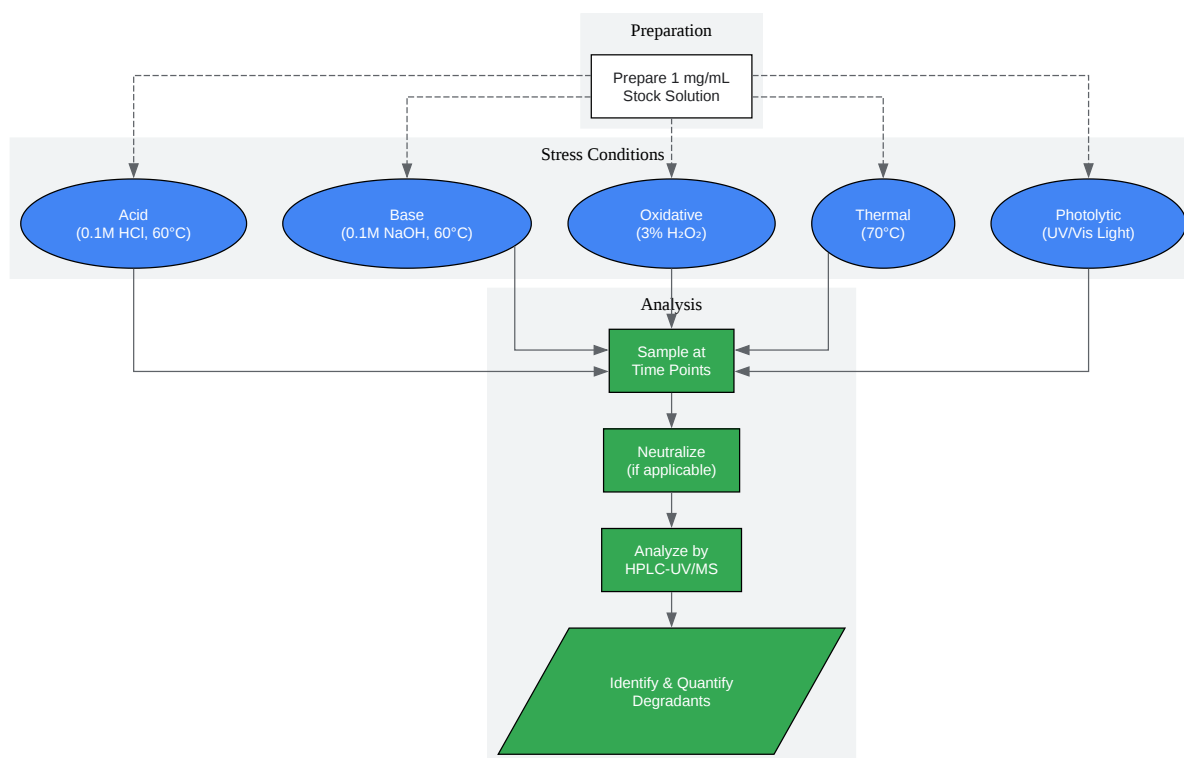 Preparation
Prepare 1 mg/mL
Stock Solution
Stress Conditions
Acid
(0.1M HCl, 60°C)
Base
(0.1M NaOH, 60°C)
Oxidative
(3% H₂O₂)
Thermal
(70°C)
Photolytic
(UV/Vis Light)
Analysis
Sample at
Time Points
Neutralize
(if applicable)
Analyze by
HPLC-UV/MS
Identify & Quantify
Degradants